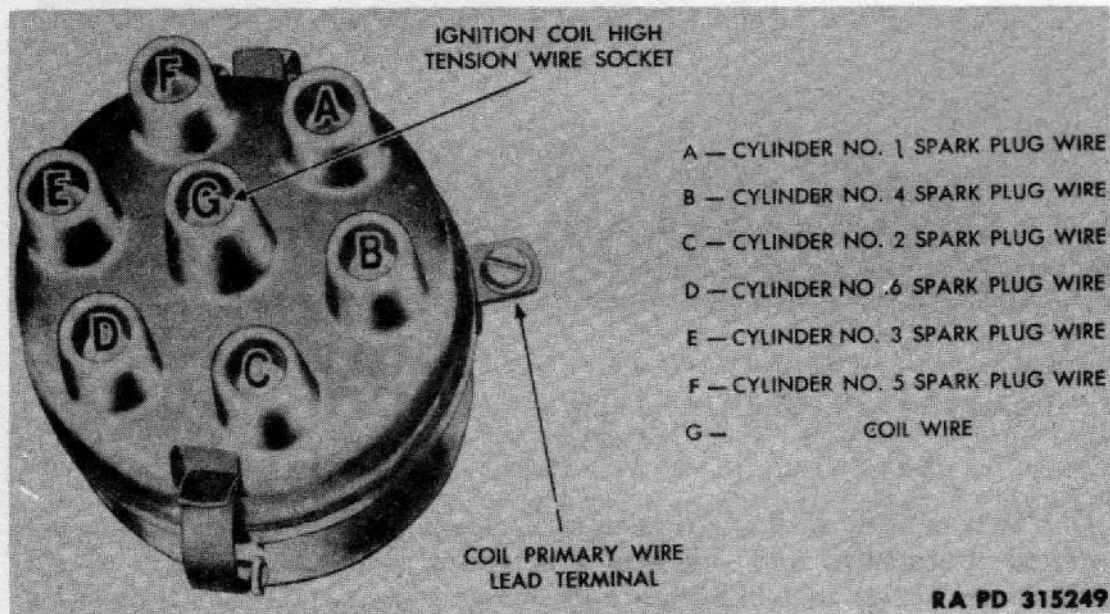 IGNITION COIL HIGH
TENSION WIRE SOCKET
F
A
E
G
B
D
C
A — CYLINDER NO. 1 SPARK PLUG WIRE
B — CYLINDER NO. 4 SPARK PLUG WIRE
C — CYLINDER NO. 2 SPARK PLUG WIRE
D — CYLINDER NO .6 SPARK PLUG WIRE
E — CYLINDER NO. 3 SPARK PLUG WIRE
F — CYLINDER NO. 5 SPARK PLUG WIRE
G — COIL WIRE
COIL PRIMARY WIRE
LEAD TERMINAL
RA PD 315249